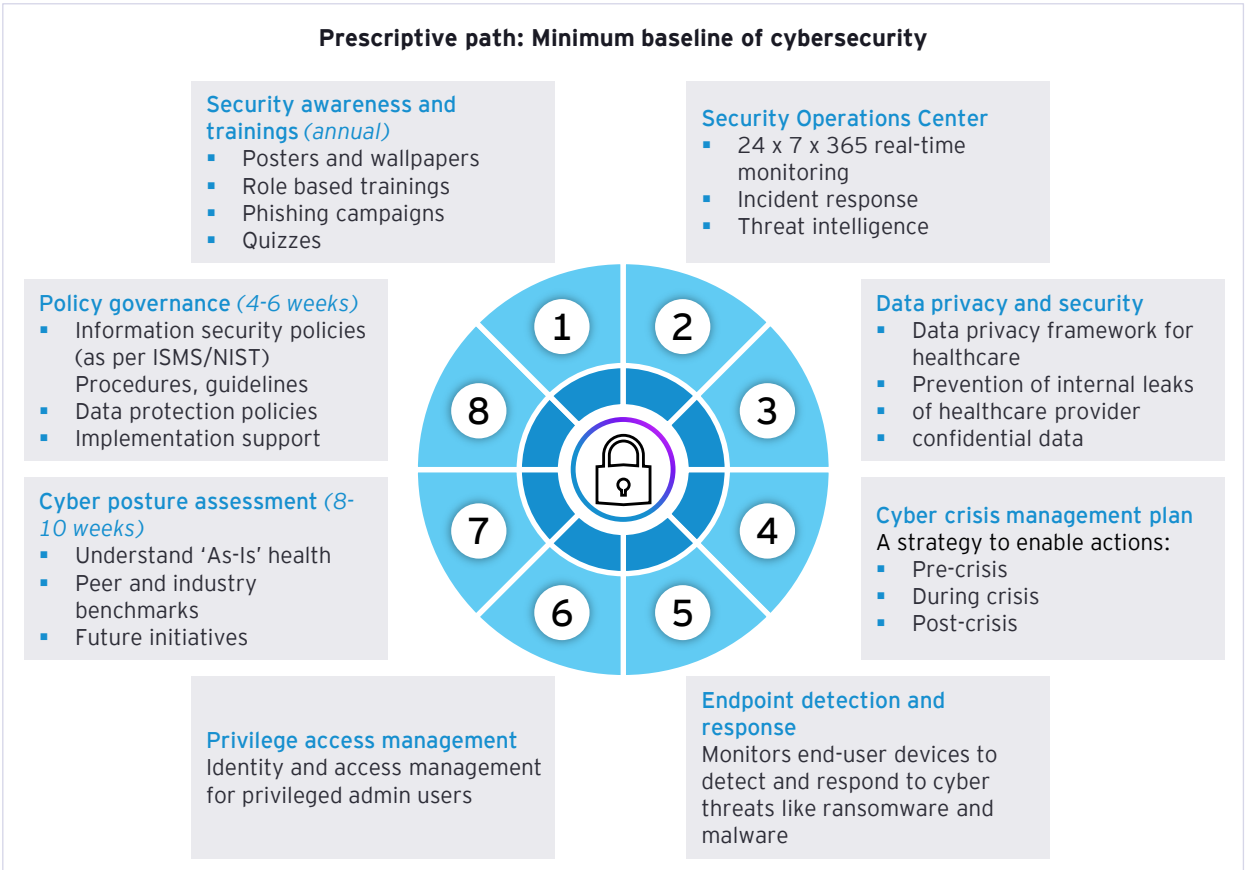 Prescriptive path: Minimum baseline of cybersecurity
Security awareness and
trainings (annual)
▪ Posters and wallpapers
▪ Role based trainings
▪ Phishing campaigns
▪ Quizzes
Security Operations Center
▪ 24 x 7 x 365 real-time
monitoring
▪ Incident response
▪ Threat intelligence
Policy governance (4-6 weeks)
▪ Information security policies
(as per ISMS/NIST)
Procedures, guidelines
▪ Data protection policies
▪ Implementation support
Data privacy and security
▪ Data privacy framework for
healthcare
▪ Prevention of internal leaks
▪ of healthcare provider
▪ confidential data
Cyber posture assessment (8-
10 weeks)
▪ Understand ‘As-Is’ health
▪ Peer and industry
benchmarks
▪ Future initiatives
Cyber crisis management plan
A strategy to enable actions:
▪ Pre-crisis
▪ During crisis
▪ Post-crisis
Privilege access management
Identity and access management
for privileged admin users
Endpoint detection and
response
Monitors end-user devices to
detect and respond to cyber
threats like ransomware and
malware
1
2
3
4
5
6
7
8